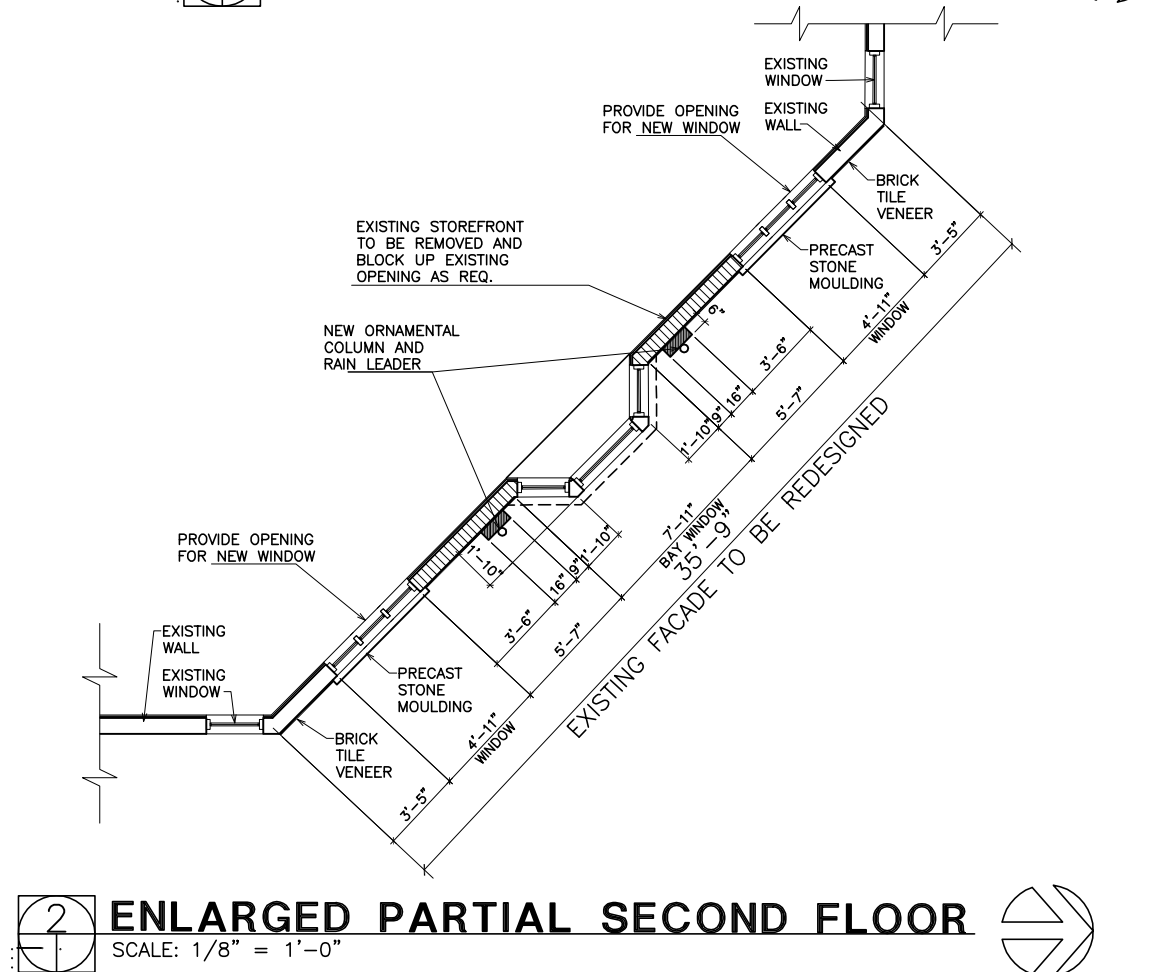 EXISTING
WINDOW
PROVIDE OPENING
FOR NEW WINDOW
EXISTING
WALL
BRICK
TILE
VENEER
EXISTING STOREFRONT
TO BE REMOVED AND
BLOCK UP EXISTING
OPENING AS REQ.
PRECAST
STONE
MOULDING
3'-5"
4'-11"
WINDOW
6"
NEW ORNAMENTAL
COLUMN AND
RAIN LEADER
3'-6"
16"
9"
1'-10"
5'-7"
7'-11"
BAY WINDOW
35'-9"
EXISTING FACADE TO BE REDESIGNED
PROVIDE OPENING
FOR NEW WINDOW
1'-10"
16"
9"
1'-10"
3'-6"
5'-7"
EXISTING
WALL
EXISTING
WINDOW
PRECAST
STONE
MOULDING
4'-11"
WINDOW
BRICK
TILE
VENEER
3'-5"
2
1
ENLARGED PARTIAL SECOND FLOOR
SCALE: 1/8" = 1'-0"